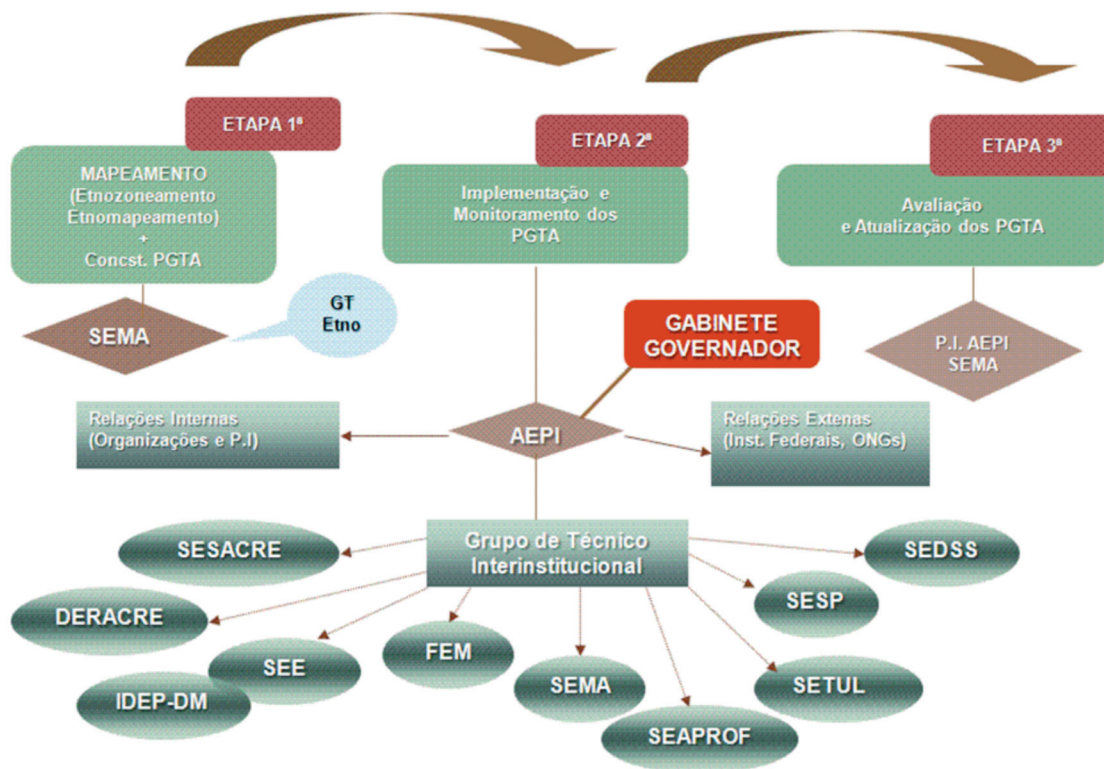 ETAPA 1ª
MAPEAMENTO
(Etnozoneamento
Etnomapeamento)
+
Concst. PGTA
SEMA
GT
Etno
ETAPA 2ª
Implementação e
Monitoramento dos
PGTA
ETAPA 3ª
Avaliação
e Atualização dos PGTA
GABINETE
GOVERNADOR
P.I. AEPI
SEMA
Relações Internas
(Organizações e P.I)
AEPI
Relações Extenas
(Inst. Federais, ONGs)
Grupo de Técnico
Interinstitucional
SESACRE
SEDSS
DERACRE
SESP
SEE
FEM
IDEP-DM
SEMA
SETUL
SEAPROF